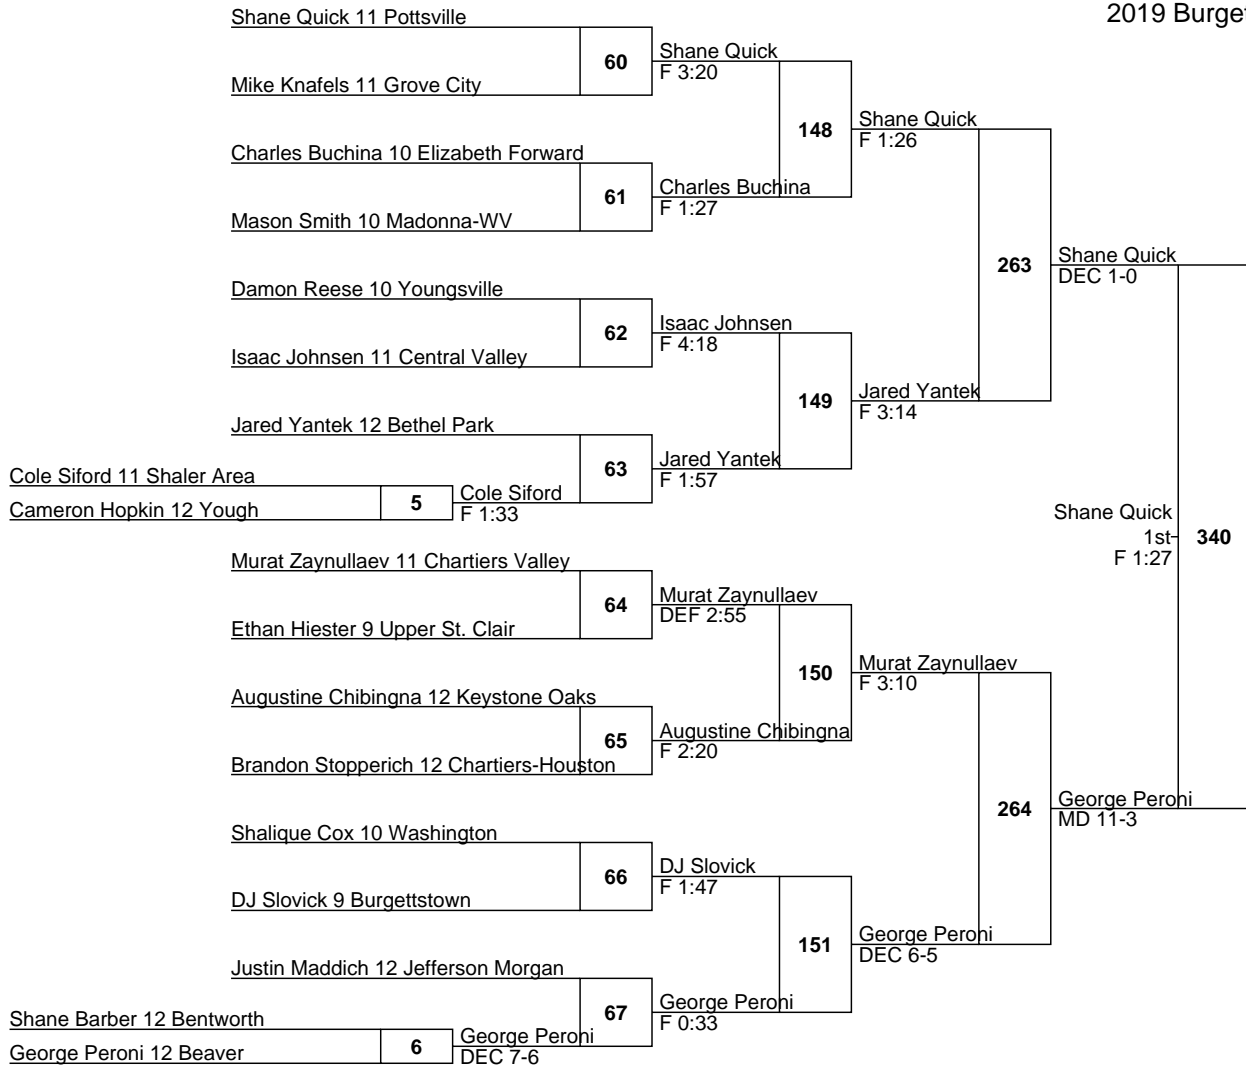 2019 Burget
Shane Quick 11 Pottsville
60
Shane Quick
F 3:20
Mike Knafels 11 Grove City
148
Shane Quick
F 1:26
Charles Buchina 10 Elizabeth Forward
61
Charles Buchina
F 1:27
Mason Smith 10 Madonna-WV
263
Shane Quick
DEC 1-0
Damon Reese 10 Youngsville
62
Isaac Johnsen
F 4:18
Isaac Johnsen 11 Central Valley
149
Jared Yantek
F 3:14
Jared Yantek 12 Bethel Park
63
Jared Yantek
F 1:57
Cole Siford 11 Shaler Area
5
Cole Siford
F 1:33
Cameron Hopkin 12 Yough
Shane Quick
1st
340
F 1:27
Murat Zaynullaev 11 Chartiers Valley
64
Murat Zaynullaev
DEF 2:55
Ethan Hiester 9 Upper St. Clair
150
Murat Zaynullaev
F 3:10
Augustine Chibingna 12 Keystone Oaks
65
Augustine Chibingna
F 2:20
Brandon Stopperich 12 Chartiers-Houston
264
George Peroni
MD 11-3
Shalique Cox 10 Washington
66
DJ Slovick
F 1:47
DJ Slovick 9 Burgettstown
151
George Peroni
DEC 6-5
Justin Maddich 12 Jefferson Morgan
67
George Peroni
F 0:33
Shane Barber 12 Bentworth
6
George Peroni
DEC 7-6
George Peroni 12 Beaver